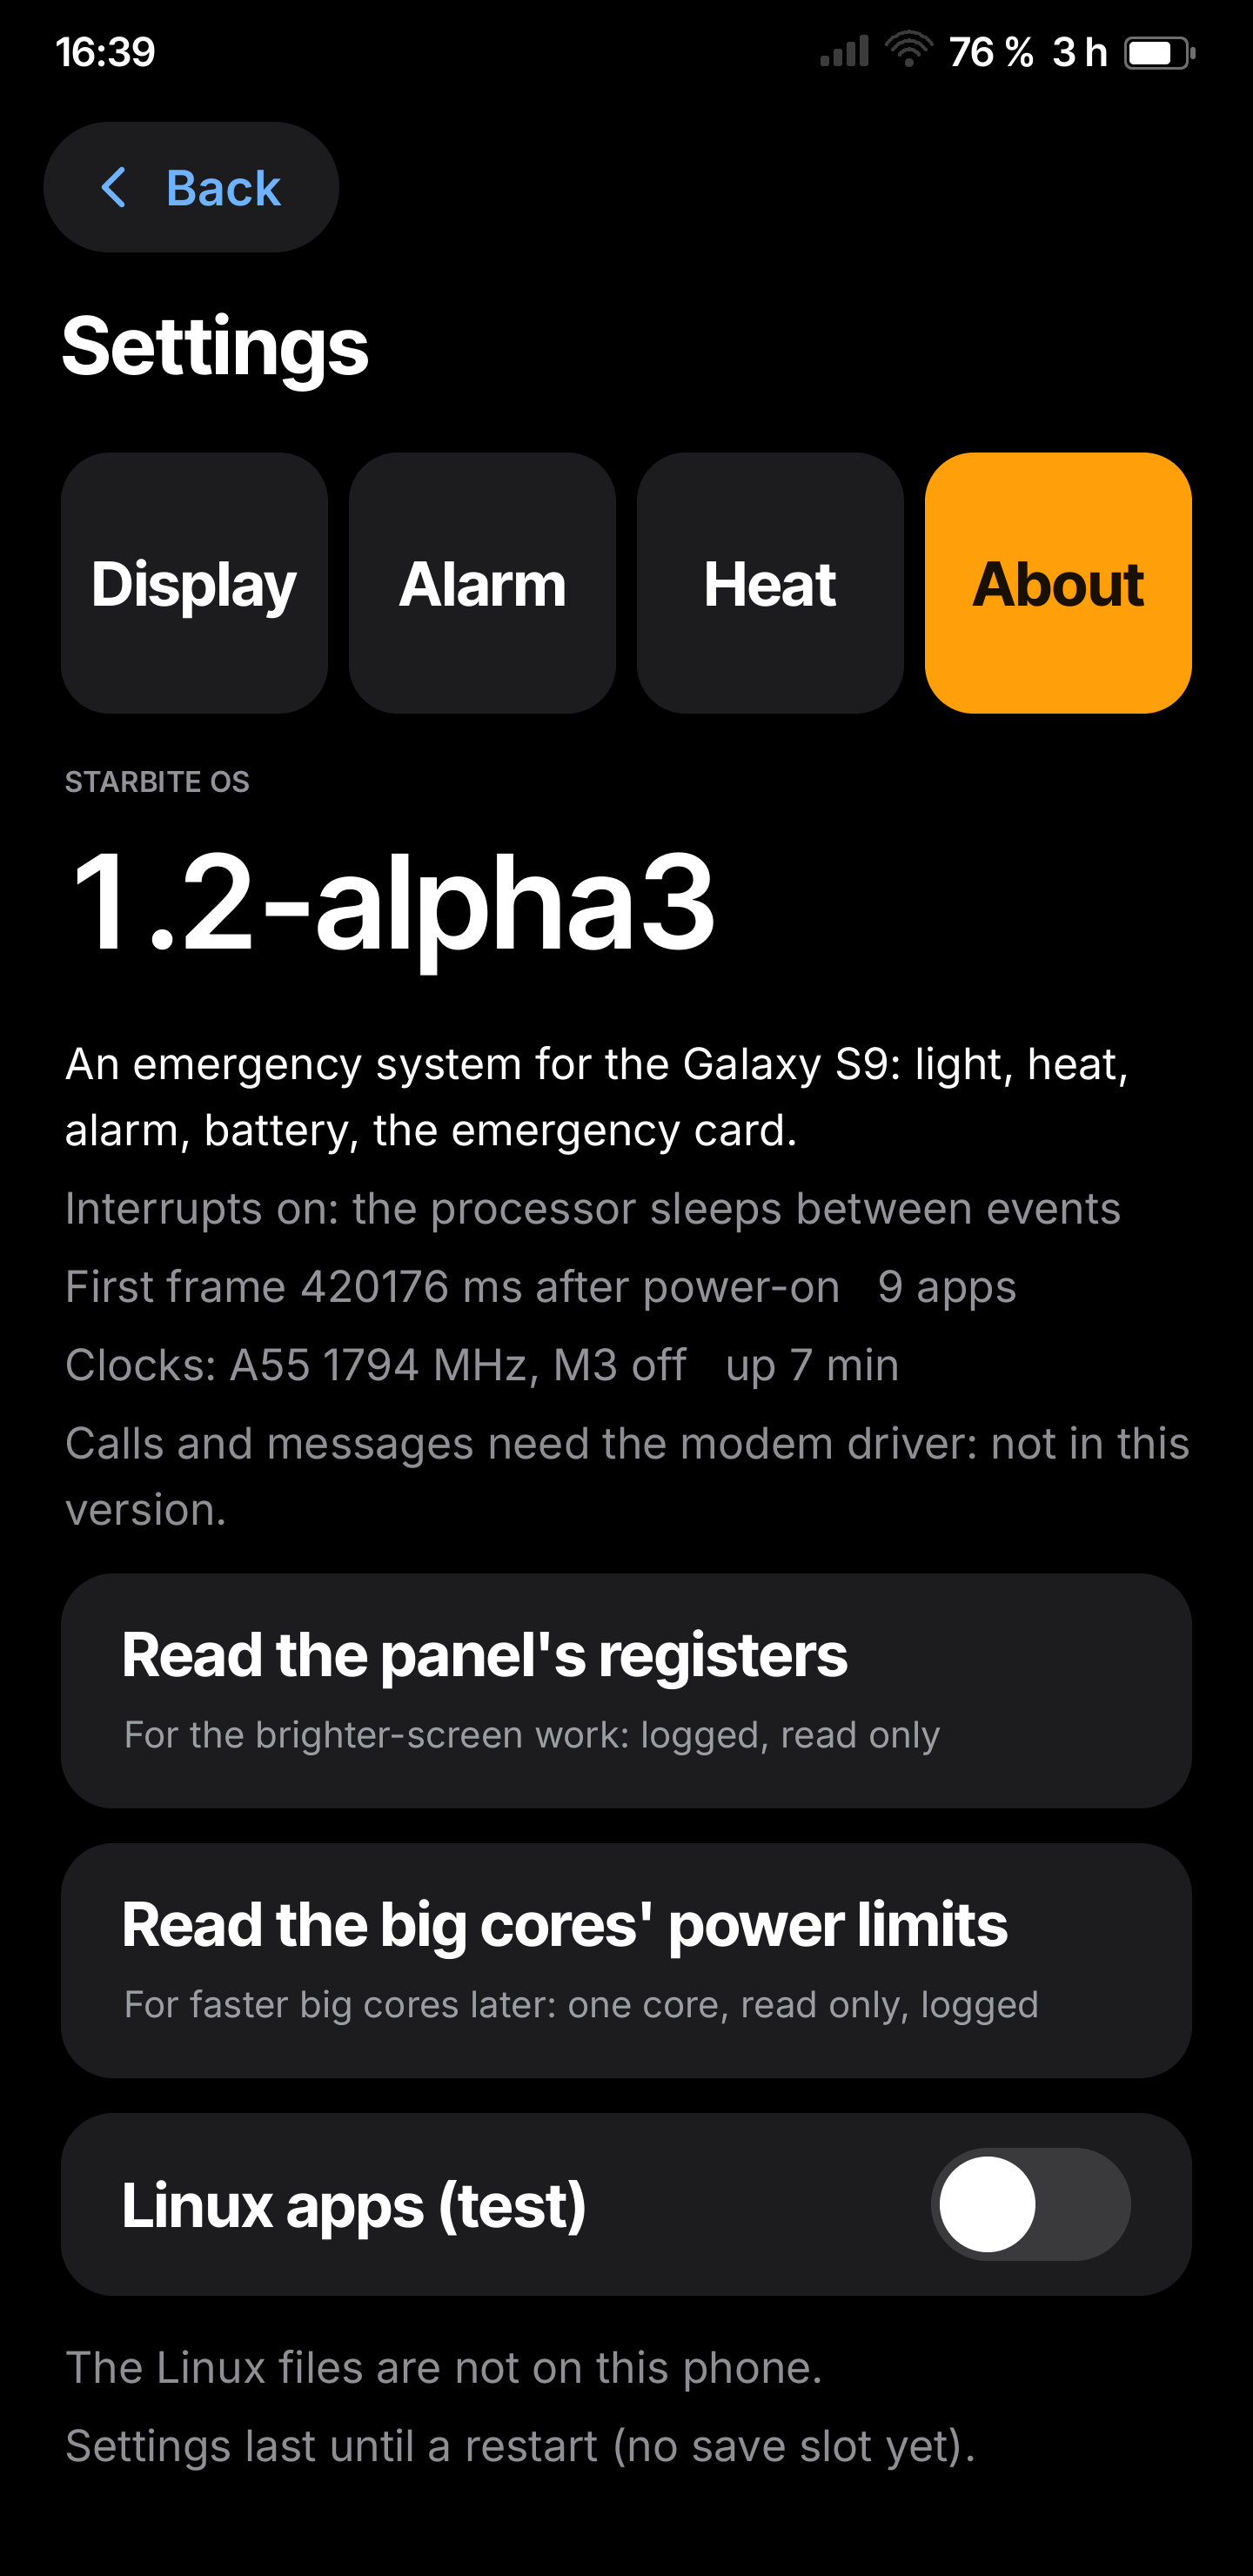 16:39
76 % 3 h
Back
Settings
Display
Alarm
Heat
About
STARBITE OS
1.2-alpha3
An emergency system for the Galaxy S9: light, heat,
alarm, battery, the emergency card.
Interrupts on: the processor sleeps between events
First frame 420176 ms after power-on 9 apps
Clocks: A55 1794 MHz, M3 off up 7 min
Calls and messages need the modem driver: not in this
version.
Read the panel's registers
For the brighter-screen work: logged, read only
Read the big cores' power limits
For faster big cores later: one core, read only, logged
Linux apps (test)
The Linux files are not on this phone.
Settings last until a restart (no save slot yet).